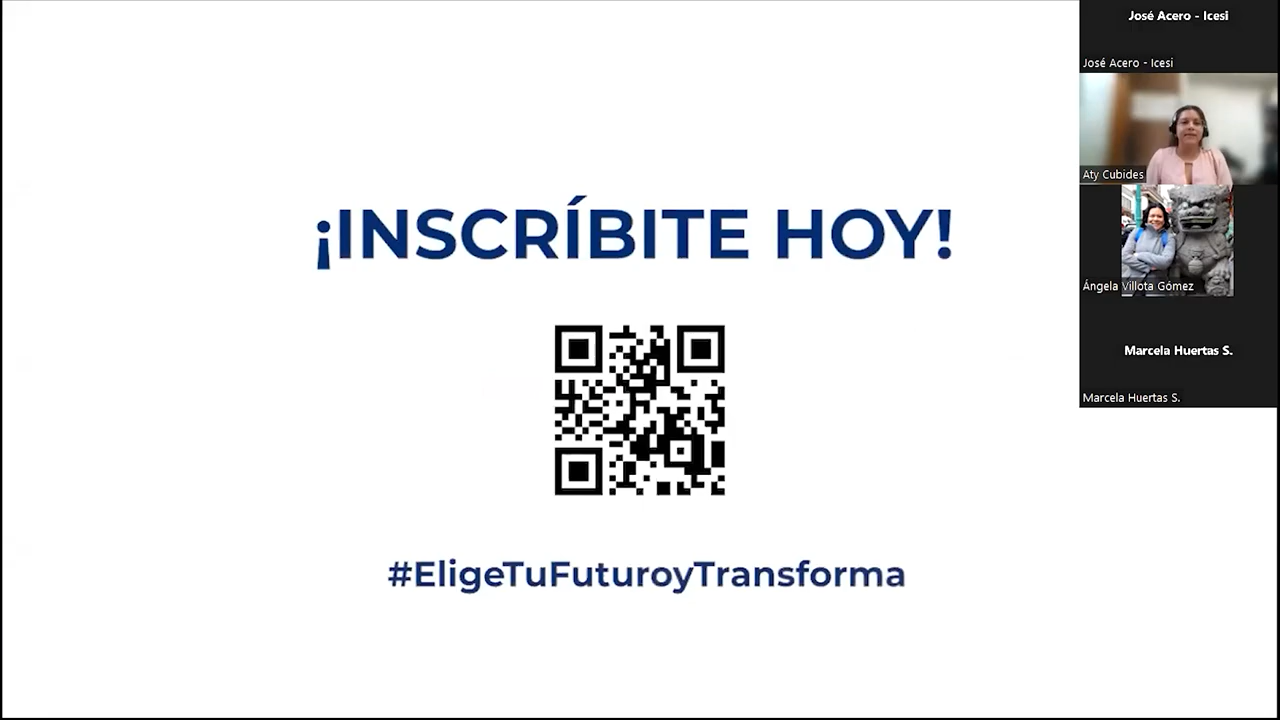 ¡INSCRÍBITE HOY!
#EligeTuFuturoyTransforma
José Acero - Icesi
José Acero - Icesi
Aty Cubides
Ángela Villota Gómez
Marcela Huertas S.
Marcela Huertas S.